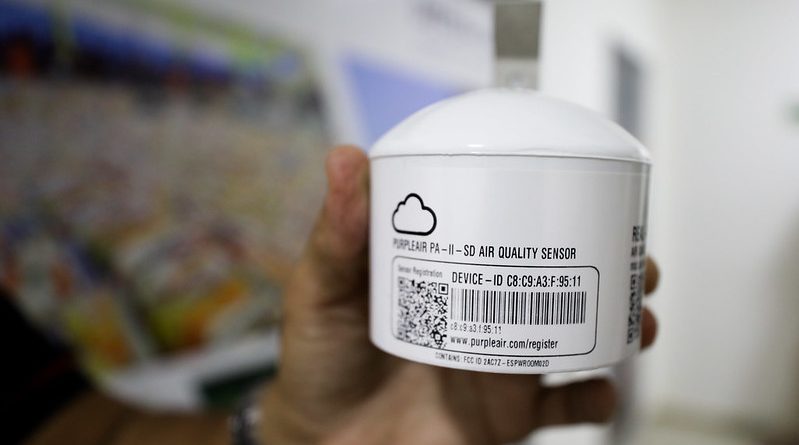 PURPLEAIR PA-II-SD AIR QUALITY SENSOR
Sensor Registration
DEVICE-ID C8:C9:A3:F:95:11
c8:c9:a3:f:95:11
www.purpleair.com/register
CONTAINS: FCC ID 2AC7Z-ESPWROOM02D